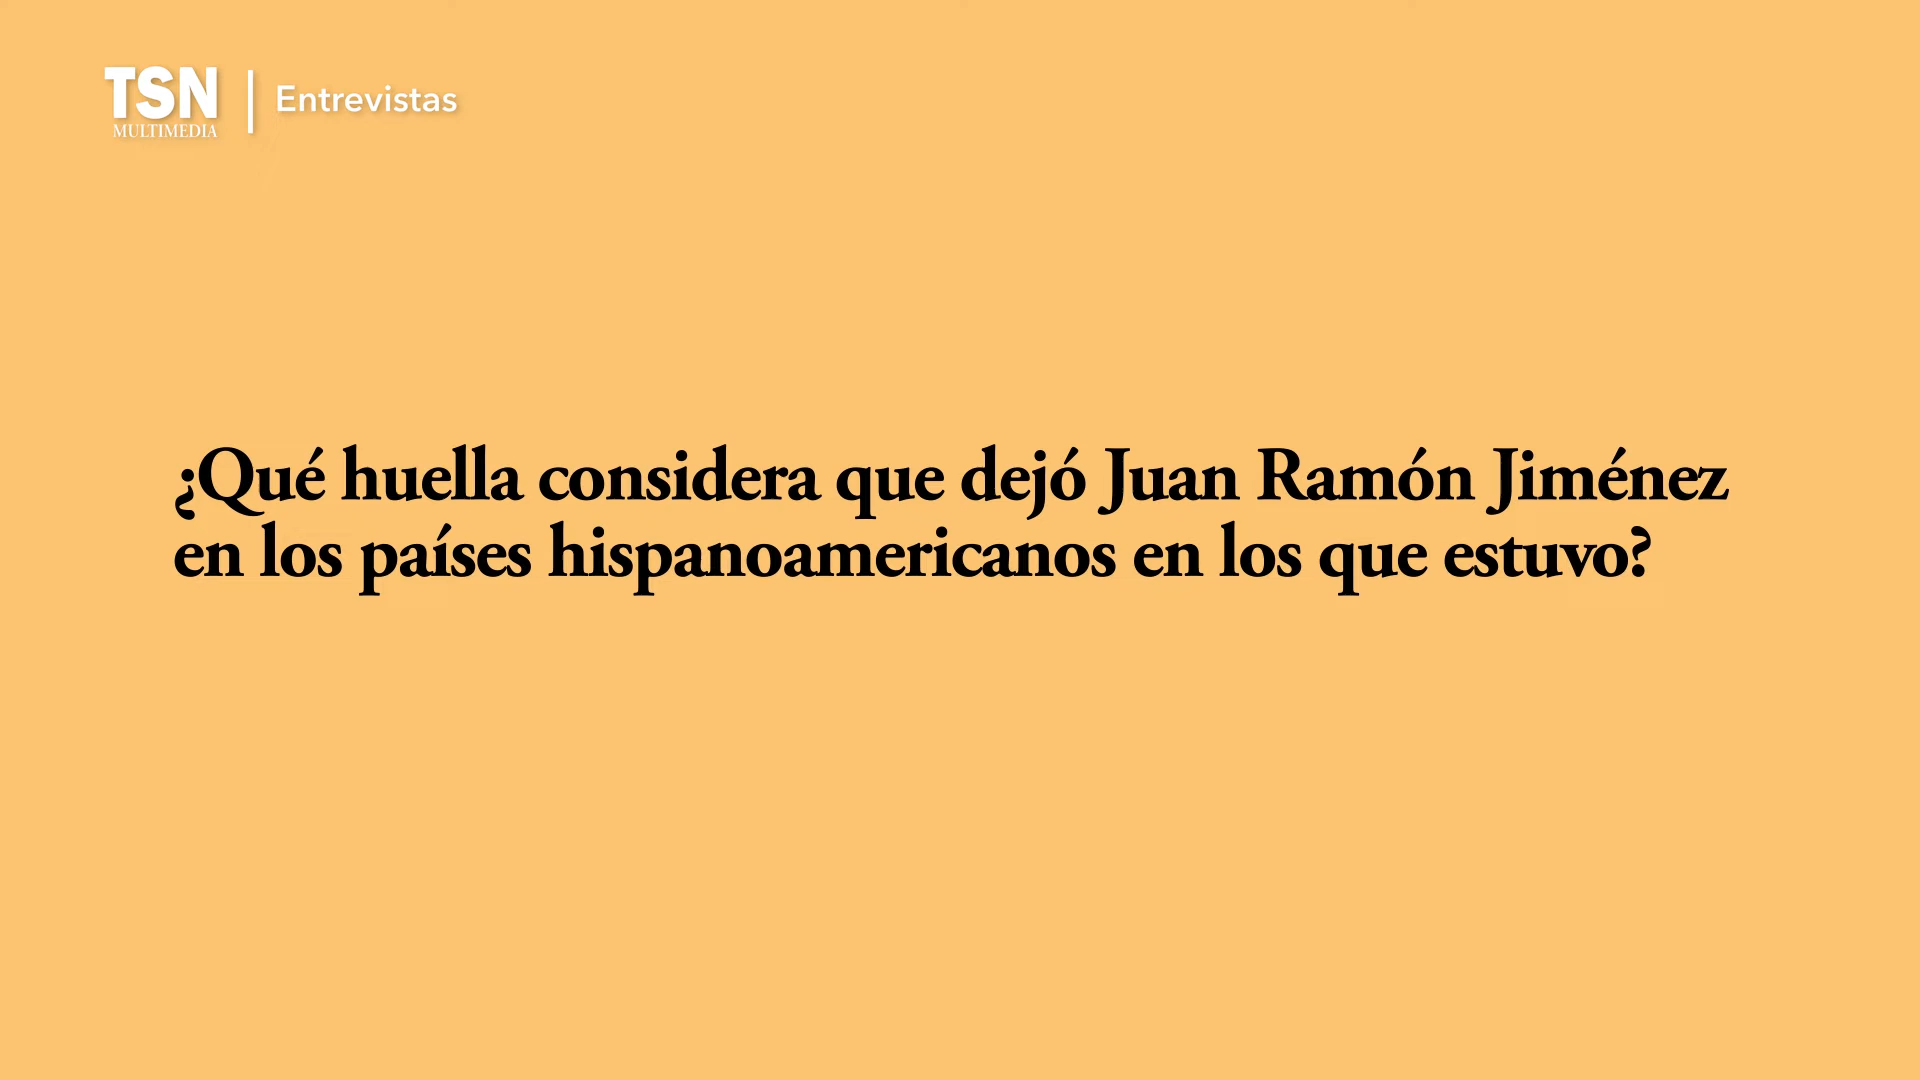 TSN
MULTIMEDIA
Entrevistas
¿Qué huella considera que dejó Juan Ramón Jiménez
en los países hispanoamericanos en los que estuvo?